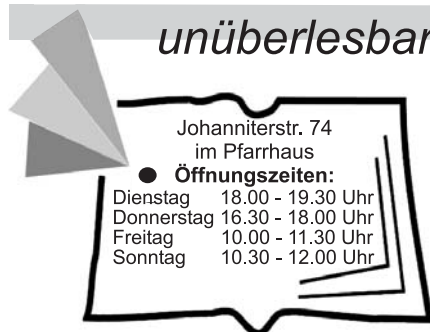 unüberlesbar
Johanniterstr. 74
im Pfarrhaus
● Öffnungszeiten:
Dienstag 18.00 - 19.30 Uhr
Donnerstag 16.30 - 18.00 Uhr
Freitag 10.00 - 11.30 Uhr
Sonntag 10.30 - 12.00 Uhr